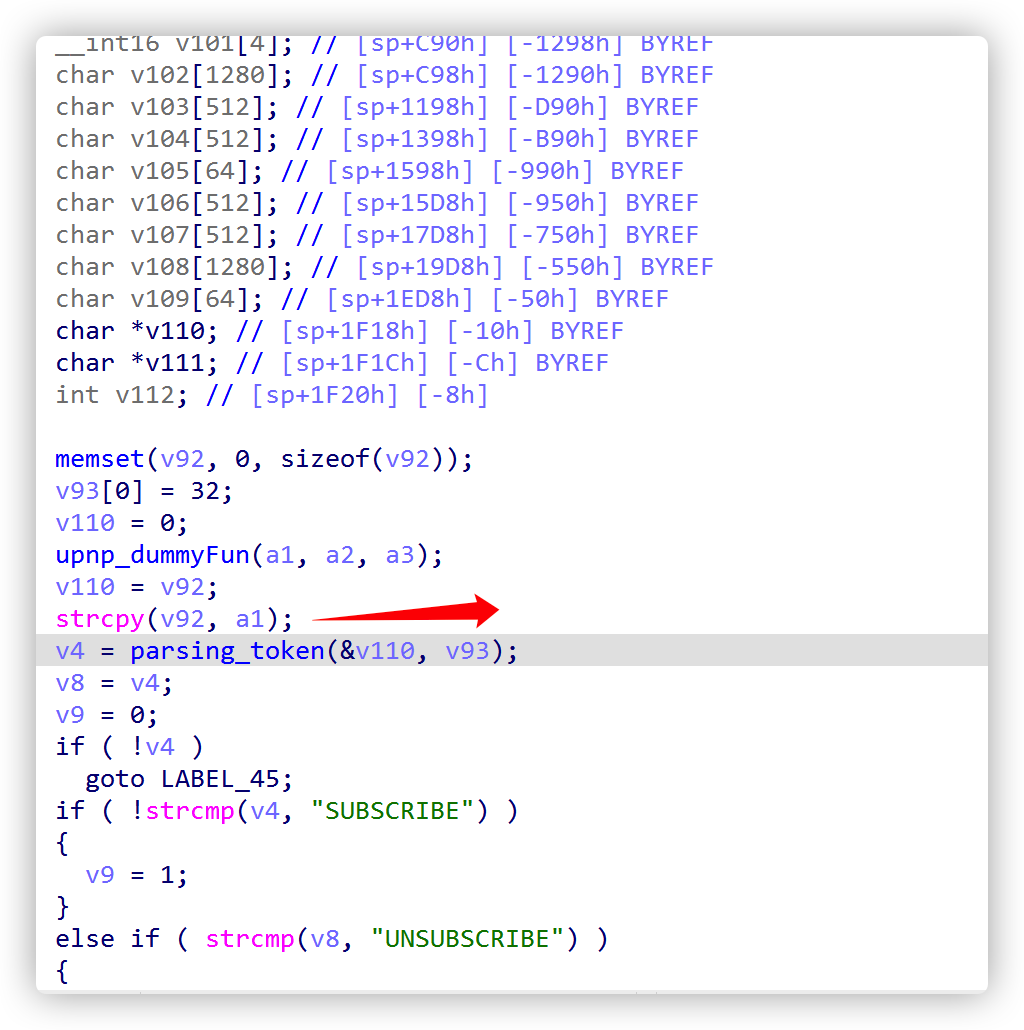 __int16 v101[4]; // [sp+C90h] [-1298h] BYREF
char v102[1280]; // [sp+C98h] [-1290h] BYREF
char v103[512]; // [sp+1198h] [-D90h] BYREF
char v104[512]; // [sp+1398h] [-B90h] BYREF
char v105[64]; // [sp+1598h] [-990h] BYREF
char v106[512]; // [sp+15D8h] [-950h] BYREF
char v107[512]; // [sp+17D8h] [-750h] BYREF
char v108[1280]; // [sp+19D8h] [-550h] BYREF
char v109[64]; // [sp+1ED8h] [-50h] BYREF
char *v110; // [sp+1F18h] [-10h] BYREF
char *v111; // [sp+1F1Ch] [-Ch] BYREF
int v112; // [sp+1F20h] [-8h]
memset(v92, 0, sizeof(v92));
v93[0] = 32;
v110 = 0;
upnp_dummyFun(a1, a2, a3);
v110 = v92;
strcpy(v92, a1);
v4 = parsing_token(&v110, v93);
v8 = v4;
v9 = 0;
if ( !v4 )
goto LABEL_45;
if ( !strcmp(v4, "SUBSCRIBE") )
{
v9 = 1;
}
else if ( strcmp(v8, "UNSUBSCRIBE") )
{